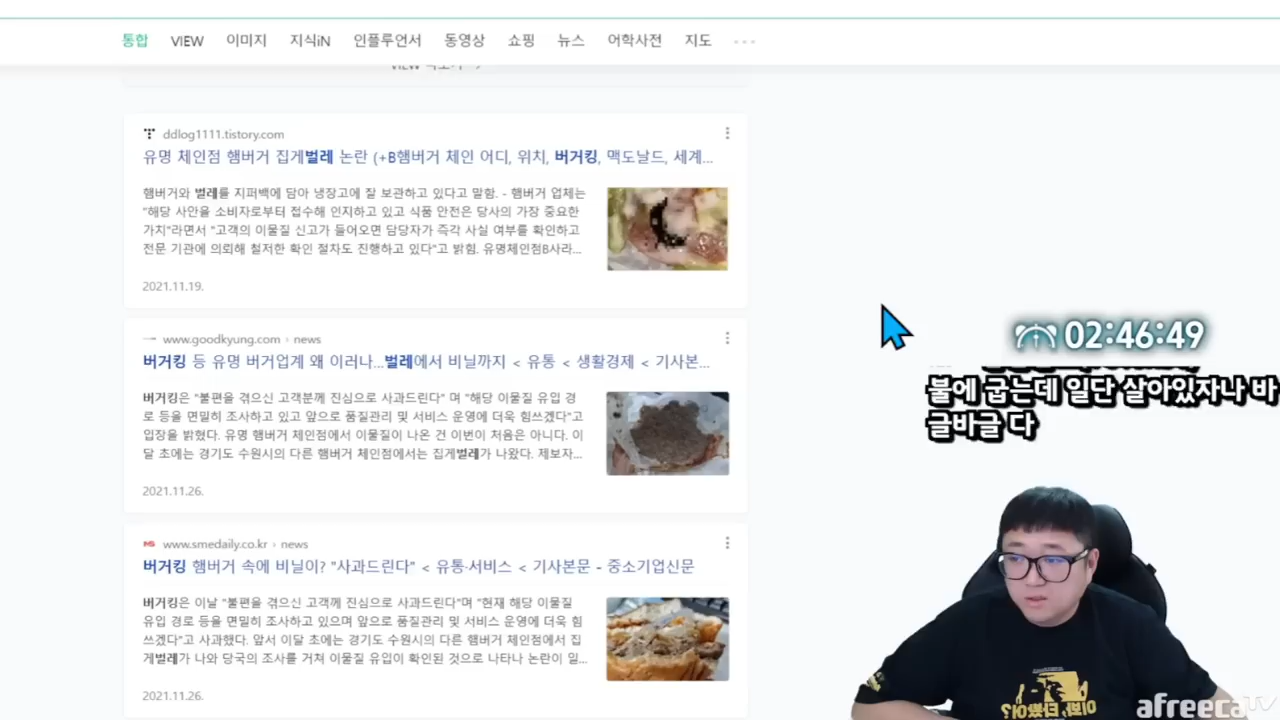 통합 VIEW 이미지 지식iN 인플루언서 동영상 쇼핑 뉴스 어학사전 지도
ddlog1111.tistory.com
유명 체인점 햄버거 집게벌레 논란 (+B햄버거 체인 어디, 위치, 버거킹, 맥도날드, 세계...
햄버거와 벌레를 지퍼백에 담아 냉장고에 잘 보관하고 있다고 말함. - 햄버거 업체는
"해당 사안을 소비자로부터 접수해 인지하고 있고 식품 안전은 당사의 가장 중요한
가치"라면서 "고객의 이물질 신고가 들어오면 담당자가 즉각 사실 여부를 확인하고
전문 기관에 의뢰해 철저한 확인 절차도 진행하고 있다"고 밝힘. 유명체인점B사라...
2021.11.19.
www.goodkyung.com › news
버거킹 등 유명 버거업계 왜 이러나...벌레에서 비닐까지 < 유통 < 생활경제 < 기사본...
버거킹은 "불편을 겪으신 고객분께 진심으로 사과드린다" 며 "해당 이물질 유입 경
로 등을 면밀히 조사하고 있고 앞으로 품질관리 및 서비스 운영에 더욱 힘쓰겠다"고
입장을 밝혔다. 유명 햄버거 체인점에서 이물질이 나온 건 이번이 처음은 아니다. 이
달 초에는 경기도 수원시의 다른 햄버거 체인점에서는 집게벌레가 나왔다. 제보자...
2021.11.26.
www.smedaily.co.kr › news
버거킹 햄버거 속에 비닐이? "사과드린다" < 유통·서비스 < 기사본문 - 중소기업신문
버거킹은 이날 "불편을 겪으신 고객께 진심으로 사과드린다"며 "현재 해당 이물질
유입 경로 등을 면밀히 조사하고 있으며 앞으로 품질관리 및 서비스 운영에 더욱 힘
쓰겠다"고 사과했다. 앞서 이달 초에는 경기도 수원시의 다른 햄버거 체인점에서 집
게벌레가 나와 당국의 조사를 거쳐 이물질 유입이 확인된 것으로 나타나 논란이 일...
2021.11.26.
02:46:49
불에 굽는데 일단 살아있자나 바
글바글 다
afreecaTV